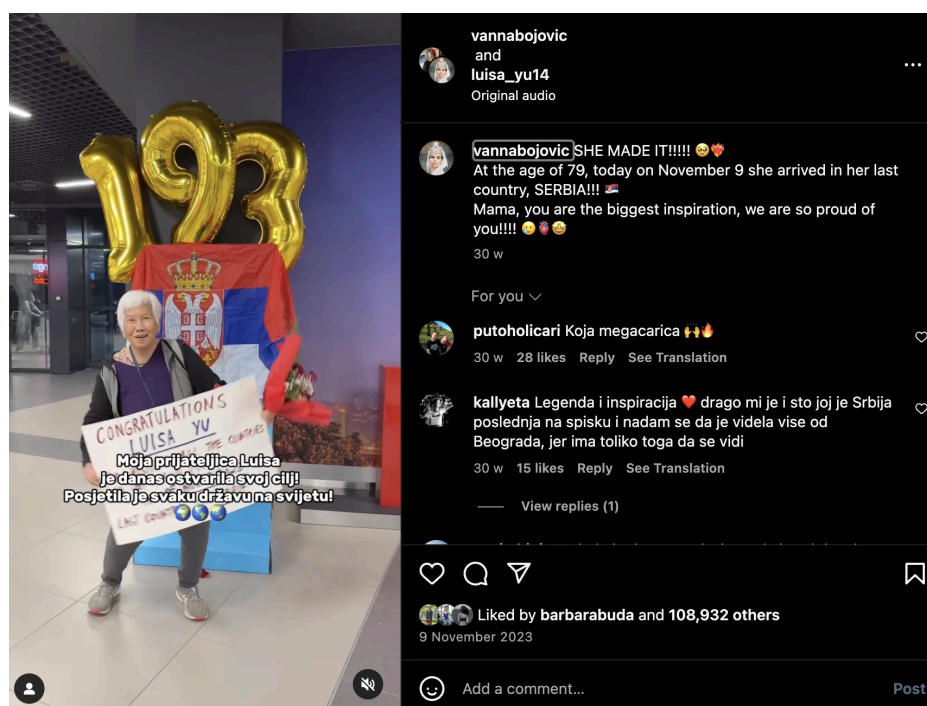 193
CONGRATULATIONS
LUISA YU
THE COUNTRIES
Moja prijateljica Luisa
je danas ostvarila svoj cilj!
Posjetila je svaku državu na svijetu!
LAST
vannabojovic
and
luisa_yu14
Original audio
vannabojovic SHE MADE IT!!!!! 🥹❤️‍🔥
At the age of 79, today on November 9 she arrived in her last
country, SERBIA!!! 🇷🇸
Mama, you are the biggest inspiration, we are so proud of
you!!!! 🥲🫀🤩
30 w
For you
putoholicari Koja megacarica 🙌🔥
30 w 28 likes Reply See Translation
kallyeta Legenda i inspiracija ❤️ drago mi je i sto joj je Srbija
poslednja na spisku i nadam se da je videla vise od
Beograda, jer ima toliko toga da se vidi
30 w 15 likes Reply See Translation
View replies (1)
Liked by barbarabuda and 108,932 others
9 November 2023
Add a comment...
Post